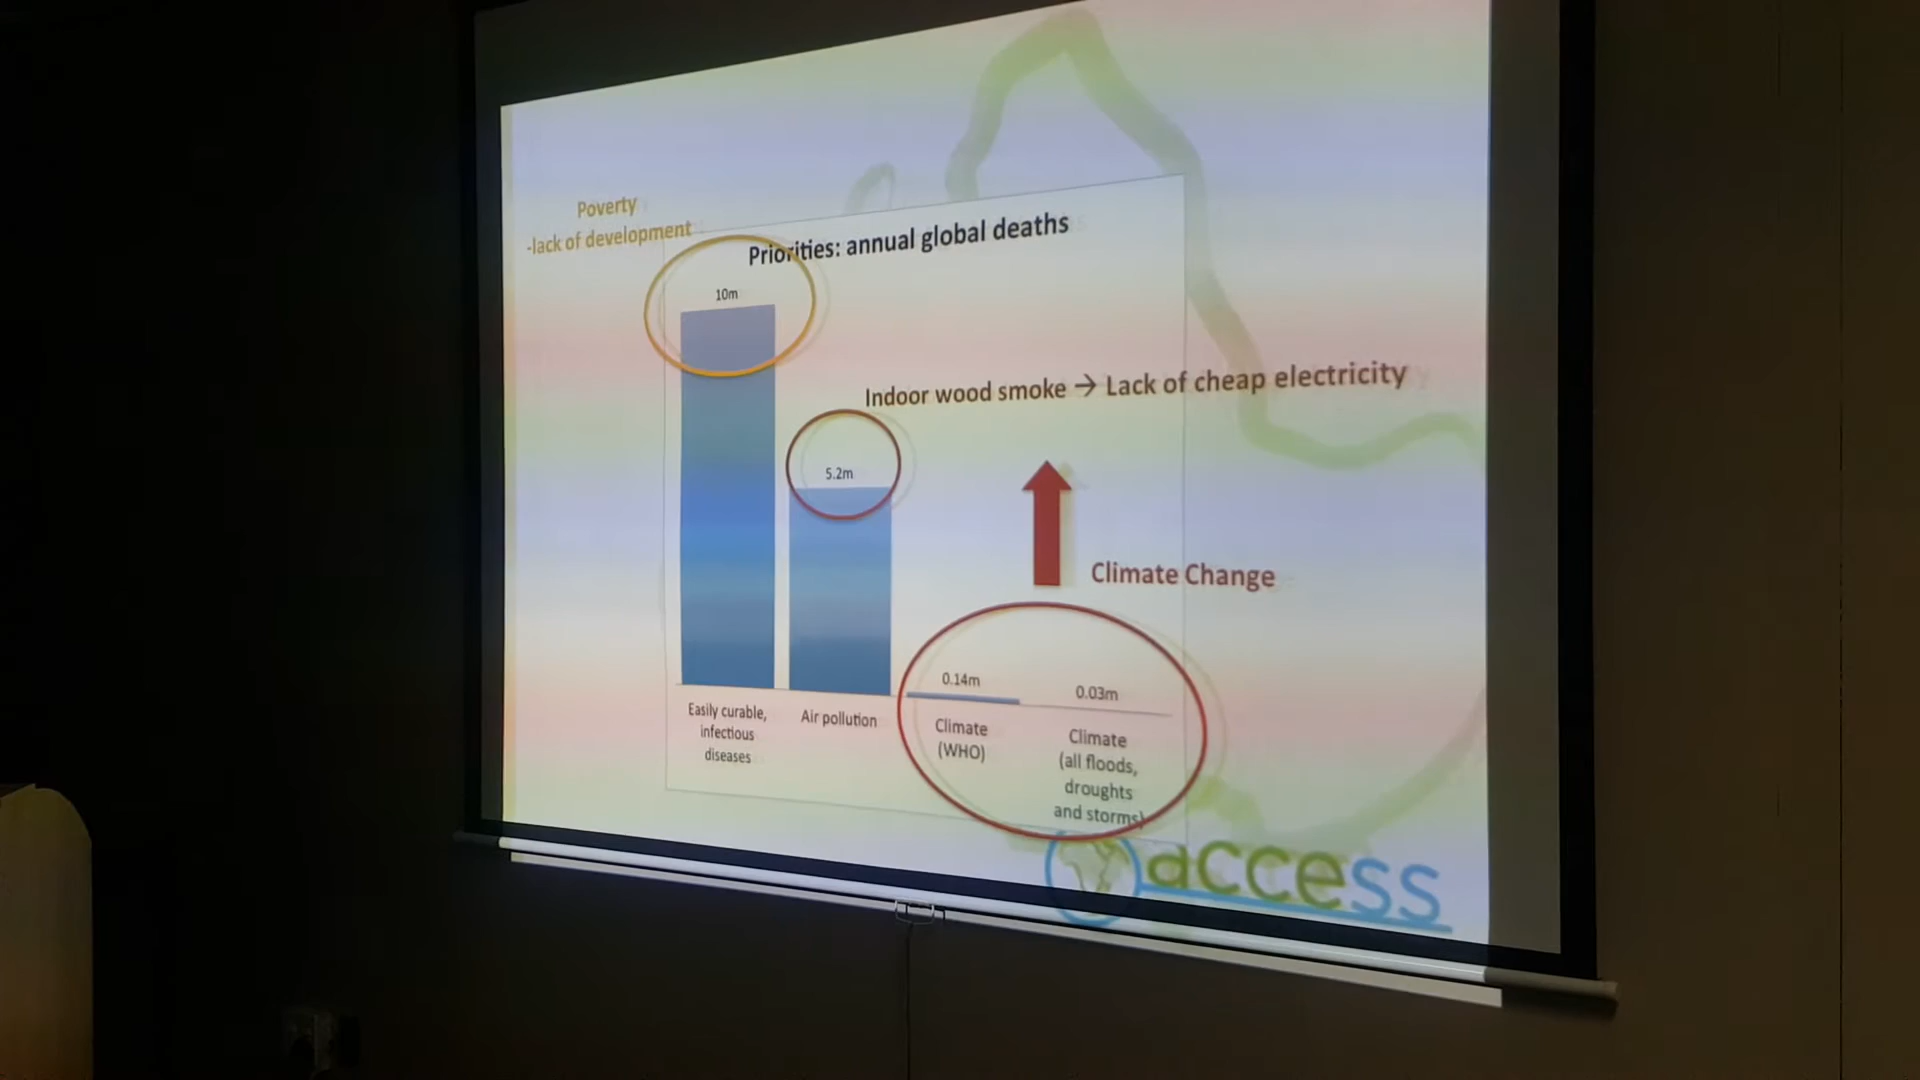 Poverty
-lack of development
Priorities: annual global deaths
10m
Indoor wood smoke → Lack of cheap electricity
5.2m
Climate Change
0.14m
0.03m
Easily curable,
infectious
diseases
Air pollution
Climate
(WHO)
Climate
(all floods,
droughts
and storms)
access